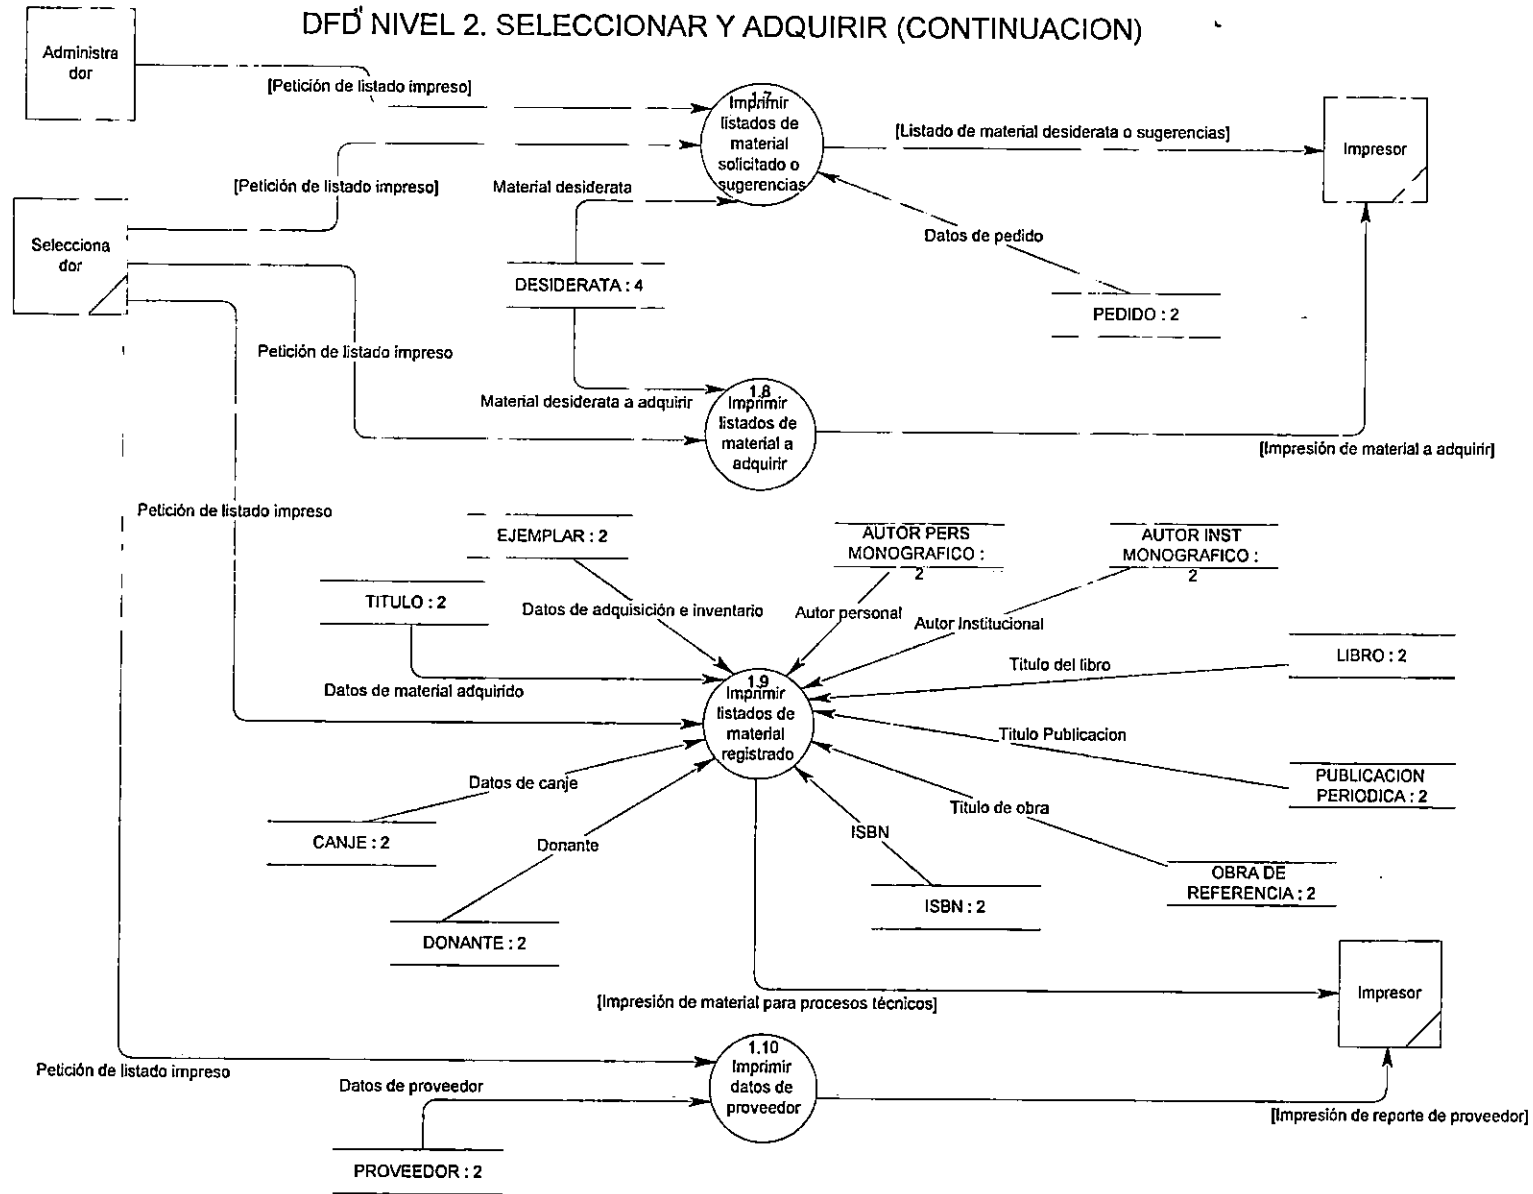 DFD NIVEL 2. SELECCIONAR Y ADQUIRIR (CONTINUACION)
Administra
dor
[Petición de listado impreso]
1.7
Imprimir
listados de
material
solicitado o
sugerencias
[Listado de material desiderata o sugerencias]
Impresor
[Petición de listado impreso]
Material desiderata
Selecciona
dor
Datos de pedido
DESIDERATA : 4
PEDIDO : 2
Petición de listado impreso
Material desiderata a adquirir
1.8
Imprimir
listados de
material a
adquirir
[Impresión de material a adquirir]
Petición de listado impreso
EJEMPLAR : 2
AUTOR PERS
MONOGRAFICO :
2
AUTOR INST
MONOGRAFICO :
2
TITULO : 2
Datos de adquisición e inventario
Autor personal
Autor Institucional
LIBRO : 2
Titulo del libro
Datos de material adquirido
1.9
Imprimir
listados de
material
registrado
Titulo Publicacion
Datos de canje
PUBLICACION
PERIODICA : 2
Titulo de obra
CANJE : 2
Donante
ISBN
OBRA DE
REFERENCIA : 2
ISBN : 2
DONANTE : 2
Impresor
[Impresión de material para procesos técnicos]
Petición de listado impreso
1.10
Imprimir
datos de
proveedor
Datos de proveedor
[Impresión de reporte de proveedor]
PROVEEDOR : 2